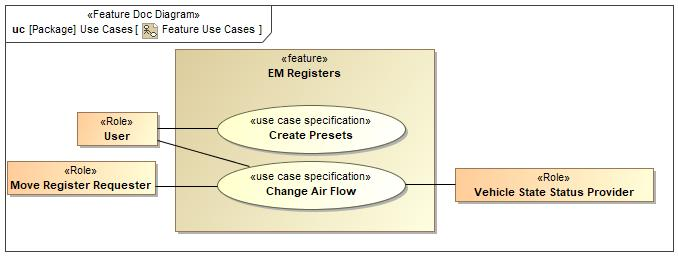 «Feature Doc Diagram»
uc [Package] Use Cases [ Feature Use Cases ]
«feature»
EM Registers
«Role»
User
«use case specification»
Create Presets
«Role»
Move Register Requester
«use case specification»
Change Air Flow
«Role»
Vehicle State Status Provider